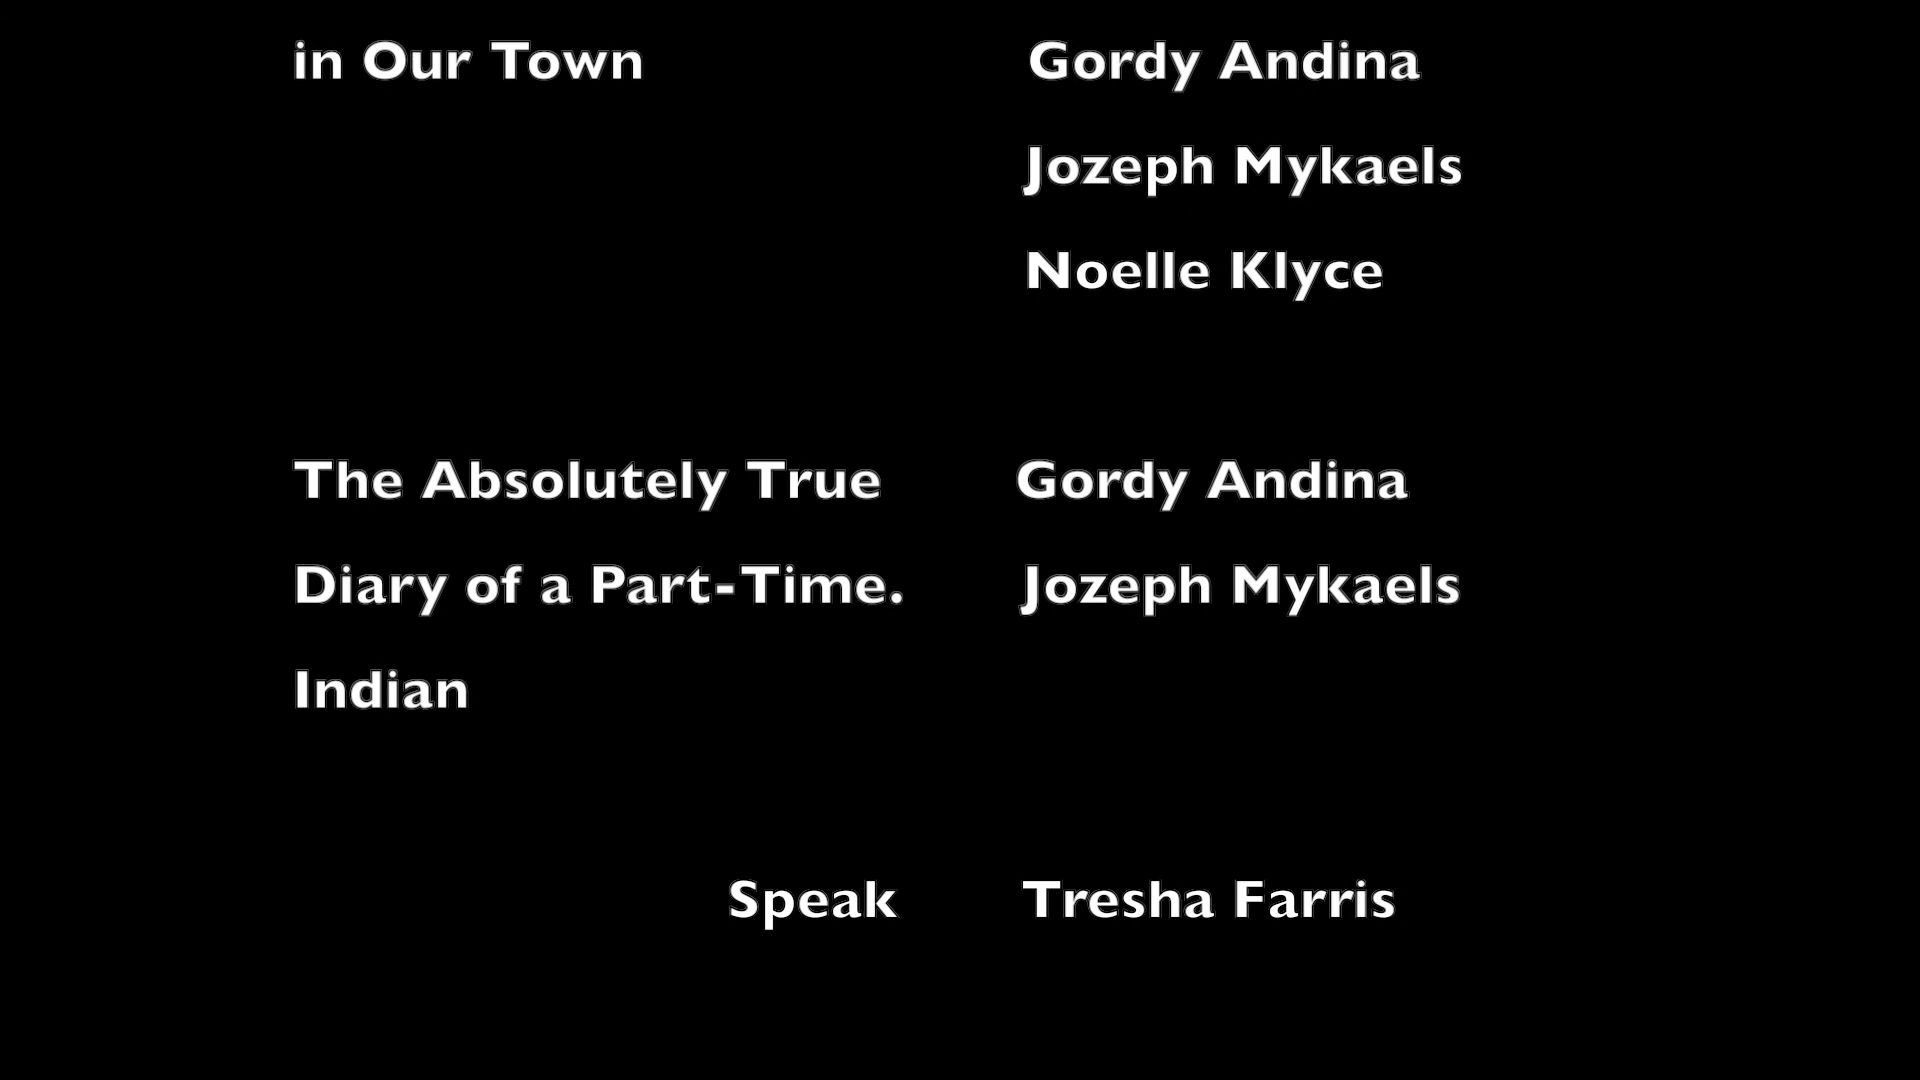 in Our Town Gordy Andina
Jozeph Mykaels
Noelle Klyce
The Absolutely True Gordy Andina
Diary of a Part-Time. Jozeph Mykaels
Indian
Speak Tresha Farris